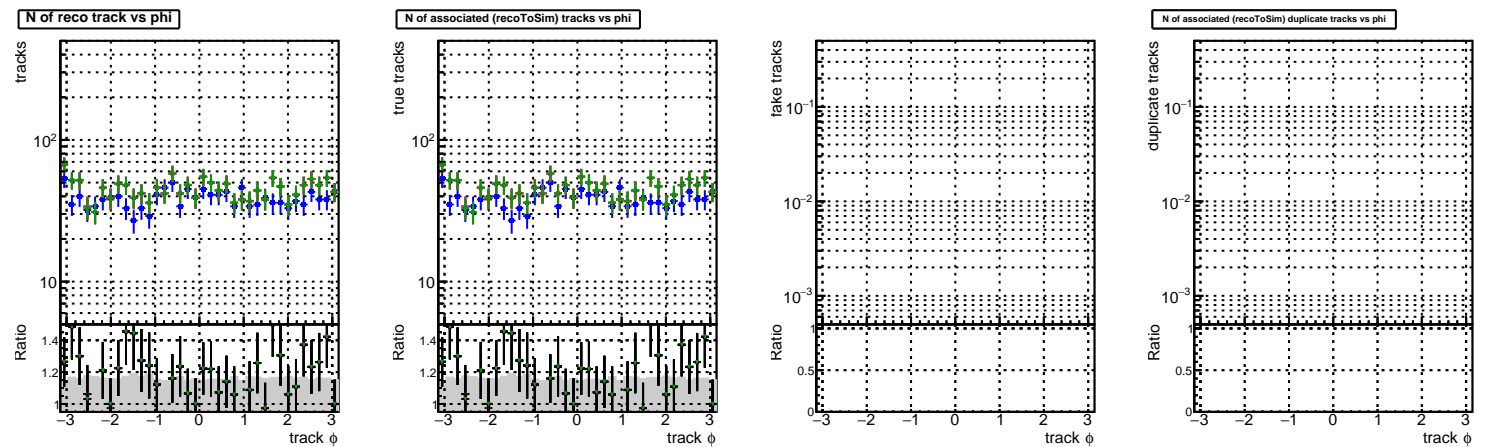 N of reco track vs phi
tracks
10²
10
Ratio
1.4
1.2
1
−3 −2 −1 0 1 2 3
track ϕ
N of associated (recoToSim) tracks vs phi
true tracks
10²
10
Ratio
1.4
1.2
1
−3 −2 −1 0 1 2 3
track ϕ
fake tracks
10⁻¹
10⁻²
10⁻³
Ratio
1
0.5
0
−3 −2 −1 0 1 2 3
track ϕ
N of associated (recoToSim) duplicate tracks vs phi
duplicate tracks
10⁻¹
10⁻²
10⁻³
Ratio
1
0.5
0
−3 −2 −1 0 1 2 3
track ϕ